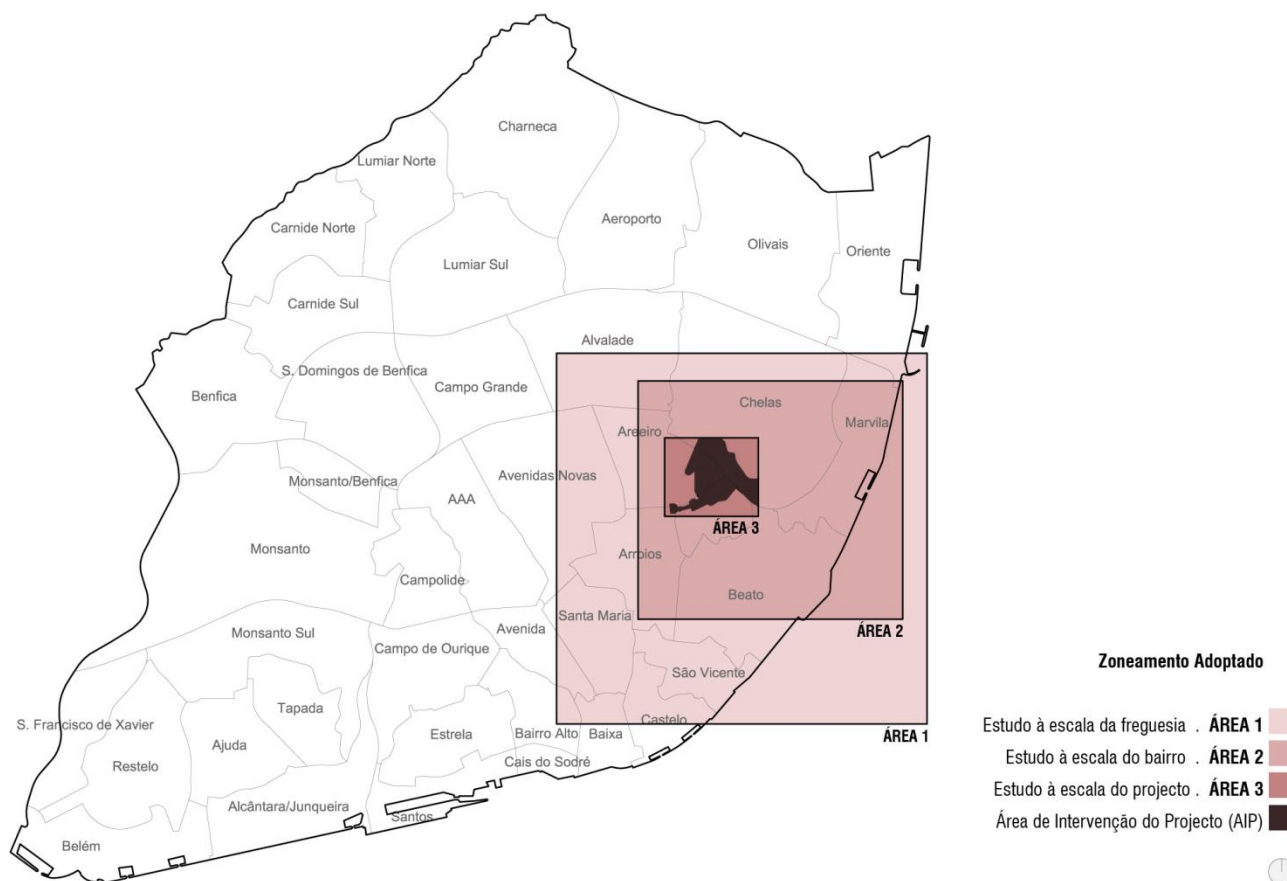 Charneca
Lumiar Norte
Aeroporto
Carnide Norte
Olivais
Oriente
Lumiar Sul
Carnide Sul
Alvalade
S. Domingos de Benfica
Campo Grande
Benfica
Chelas
Marvila
Areeiro
Avenidas Novas
Monsanto/Benfica
AAA
ÁREA 3
Monsanto
Arroios
Campolide
Beato
Santa Maria
Avenida
ÁREA 2
Monsanto Sul
Campo de Ourique
São Vicente
S. Francisco de Xavier
Tapada
Castelo
Estrela
Bairro Alto
Baixa
ÁREA 1
Ajuda
Restelo
Cais do Sodré
Alcântara/Junqueira
Santos
Belém
Zoneamento Adoptado
Estudo à escala da freguesia . ÁREA 1
Estudo à escala do bairro . ÁREA 2
Estudo à escala do projecto . ÁREA 3
Área de Intervenção do Projecto (AIP)